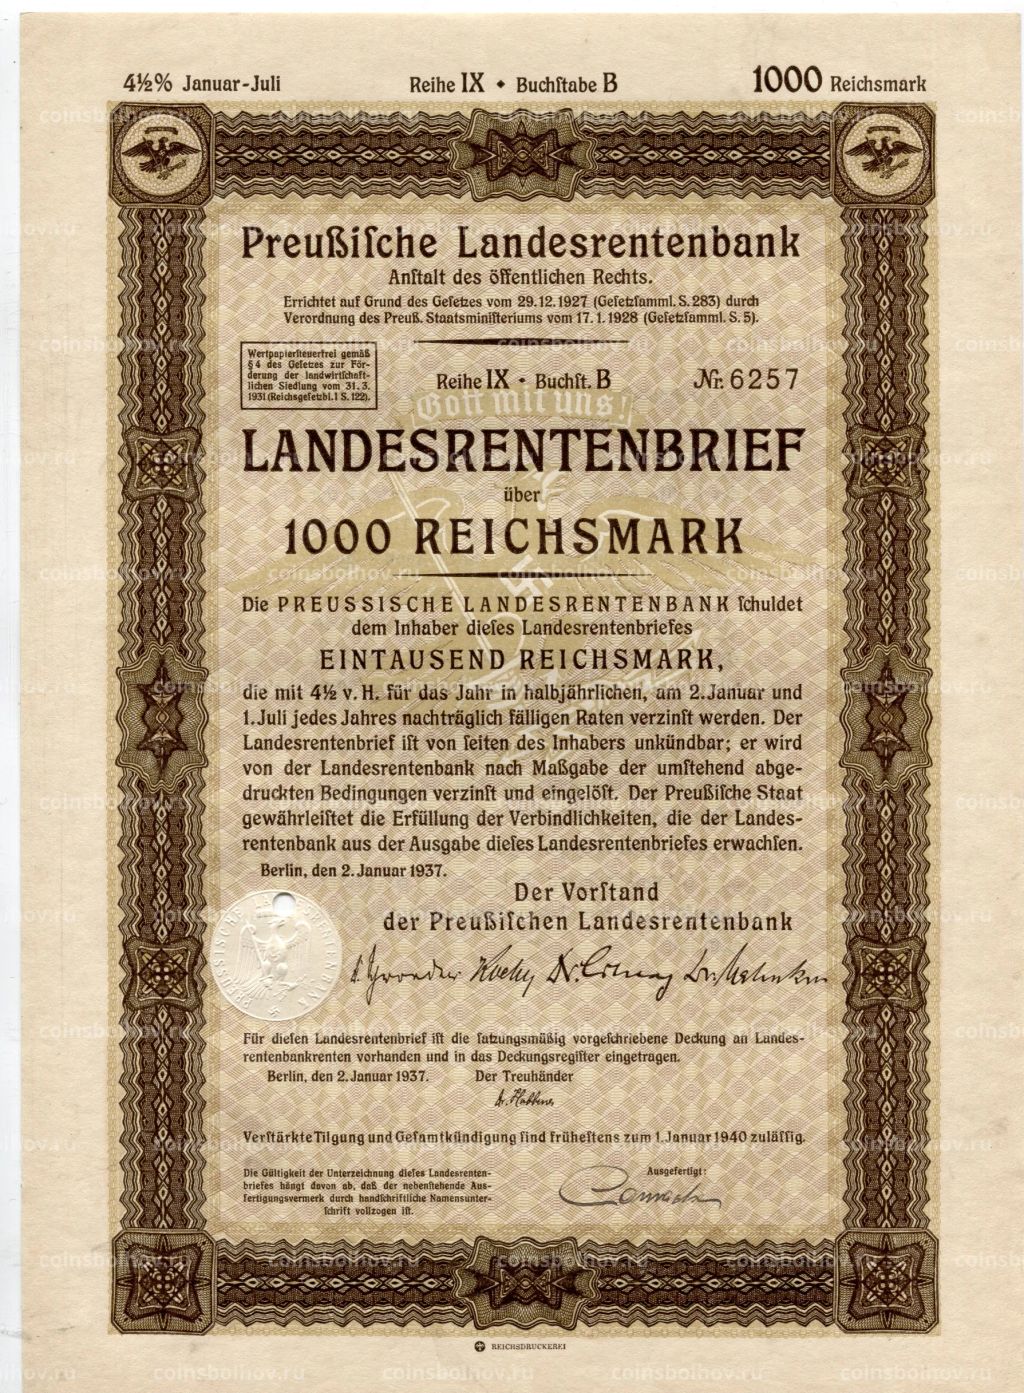 4½% Januar-Juli
Reihe IX • Buchſtabe B
1000 Reichsmark
Preußiſche Landesrentenbank
Anſtalt des öffentlichen Rechts.
Errichtet auf Grund des Geſetzes vom 29.12.1927 (Geſetzſamml. S. 283) durch
Verordnung des Preuß. Staatsminiſteriums vom 17.1.1928 (Geſetzſamml. S. 5).
Wertpapierſteuerfrei gemäß
§ 4 des Geſetzes zur För-
derung der landwirtſchaft-
lichen Siedlung vom 31.3.
1931 (Reichsgeſetzbl. I S. 122).
Reihe IX • Buchſt. B
Nr. 6257
Gott mit uns!
LANDESRENTENBRIEF
über
1000 REICHSMARK
Die PREUSSISCHE LANDESRENTENBANK ſchuldet
dem Inhaber dieſes Landesrentenbriefes
EINTAUSEND REICHSMARK,
die mit 4½ v. H. für das Jahr in halbjährlichen, am 2. Januar und
1. Juli jedes Jahres nachträglich fälligen Raten verzinſt werden. Der
Landesrentenbrief iſt von ſeiten des Inhabers unkündbar; er wird
von der Landesrentenbank nach Maßgabe der umſtehend abge-
druckten Bedingungen verzinſt und eingelöſt. Der Preußiſche Staat
gewährleiſtet die Erfüllung der Verbindlichkeiten, die der Landes-
rentenbank aus der Ausgabe dieſes Landesrentenbriefes erwachſen.
Berlin, den 2. Januar 1937.
Der Vorſtand
der Preußiſchen Landesrentenbank
PREUSSISCHE LANDESRENTENBANK
Für dieſen Landesrentenbrief iſt die ſatzungsmäßig vorgeſchriebene Deckung an Landes-
rentenbankrenten vorhanden und in das Deckungsregiſter eingetragen.
Berlin, den 2. Januar 1937.
Der Treuhänder
Verſtärkte Tilgung und Geſamtkündigung ſind früheſtens zum 1. Januar 1940 zuläſſig.
Die Gültigkeit der Unterzeichnung dieſes Landesrenten-
briefes hängt davon ab, daß der nebenſtehende Aus-
fertigungsvermerk durch handſchriftliche Namensunter-
ſchrift vollzogen iſt.
Ausgefertigt:
REICHSDRUCKEREI
coinsbolhov.ru